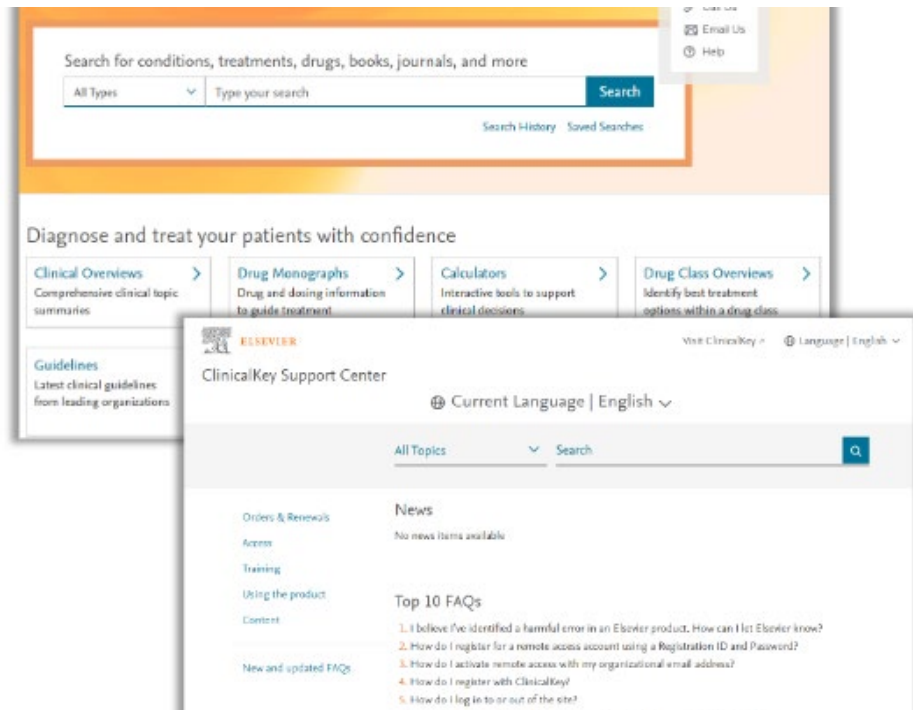 Call Us
Email Us
Help
Search for conditions, treatments, drugs, books, journals, and more
All Types
Type your search
Search
Search History Saved Searches
Diagnose and treat your patients with confidence
Clinical Overviews
Comprehensive clinical topic
summaries
Drug Monographs
Drug and dosing information
to guide treatment
Calculators
Interactive tools to support
clinical decisions
Drug Class Overviews
Identify best treatment
options within a drug class
Guidelines
Latest clinical guidelines
from leading organizations
ELSEVIER
Visit ClinicalKey
Language | English
ClinicalKey Support Center
Current Language | English
All Topics
Search
Orders & Renewals
Access
Training
Using the product
Content
New and updated FAQs
News
No news items available
Top 10 FAQs
1. I believe I've identified a harmful error in an Elsevier product. How can I let Elsevier know?
2. How do I register for a remote access account using a Registration ID and Password?
3. How do I activate remote access with my organizational email address?
4. How do I register with ClinicalKey?
5. How do I log in to or out of the site?